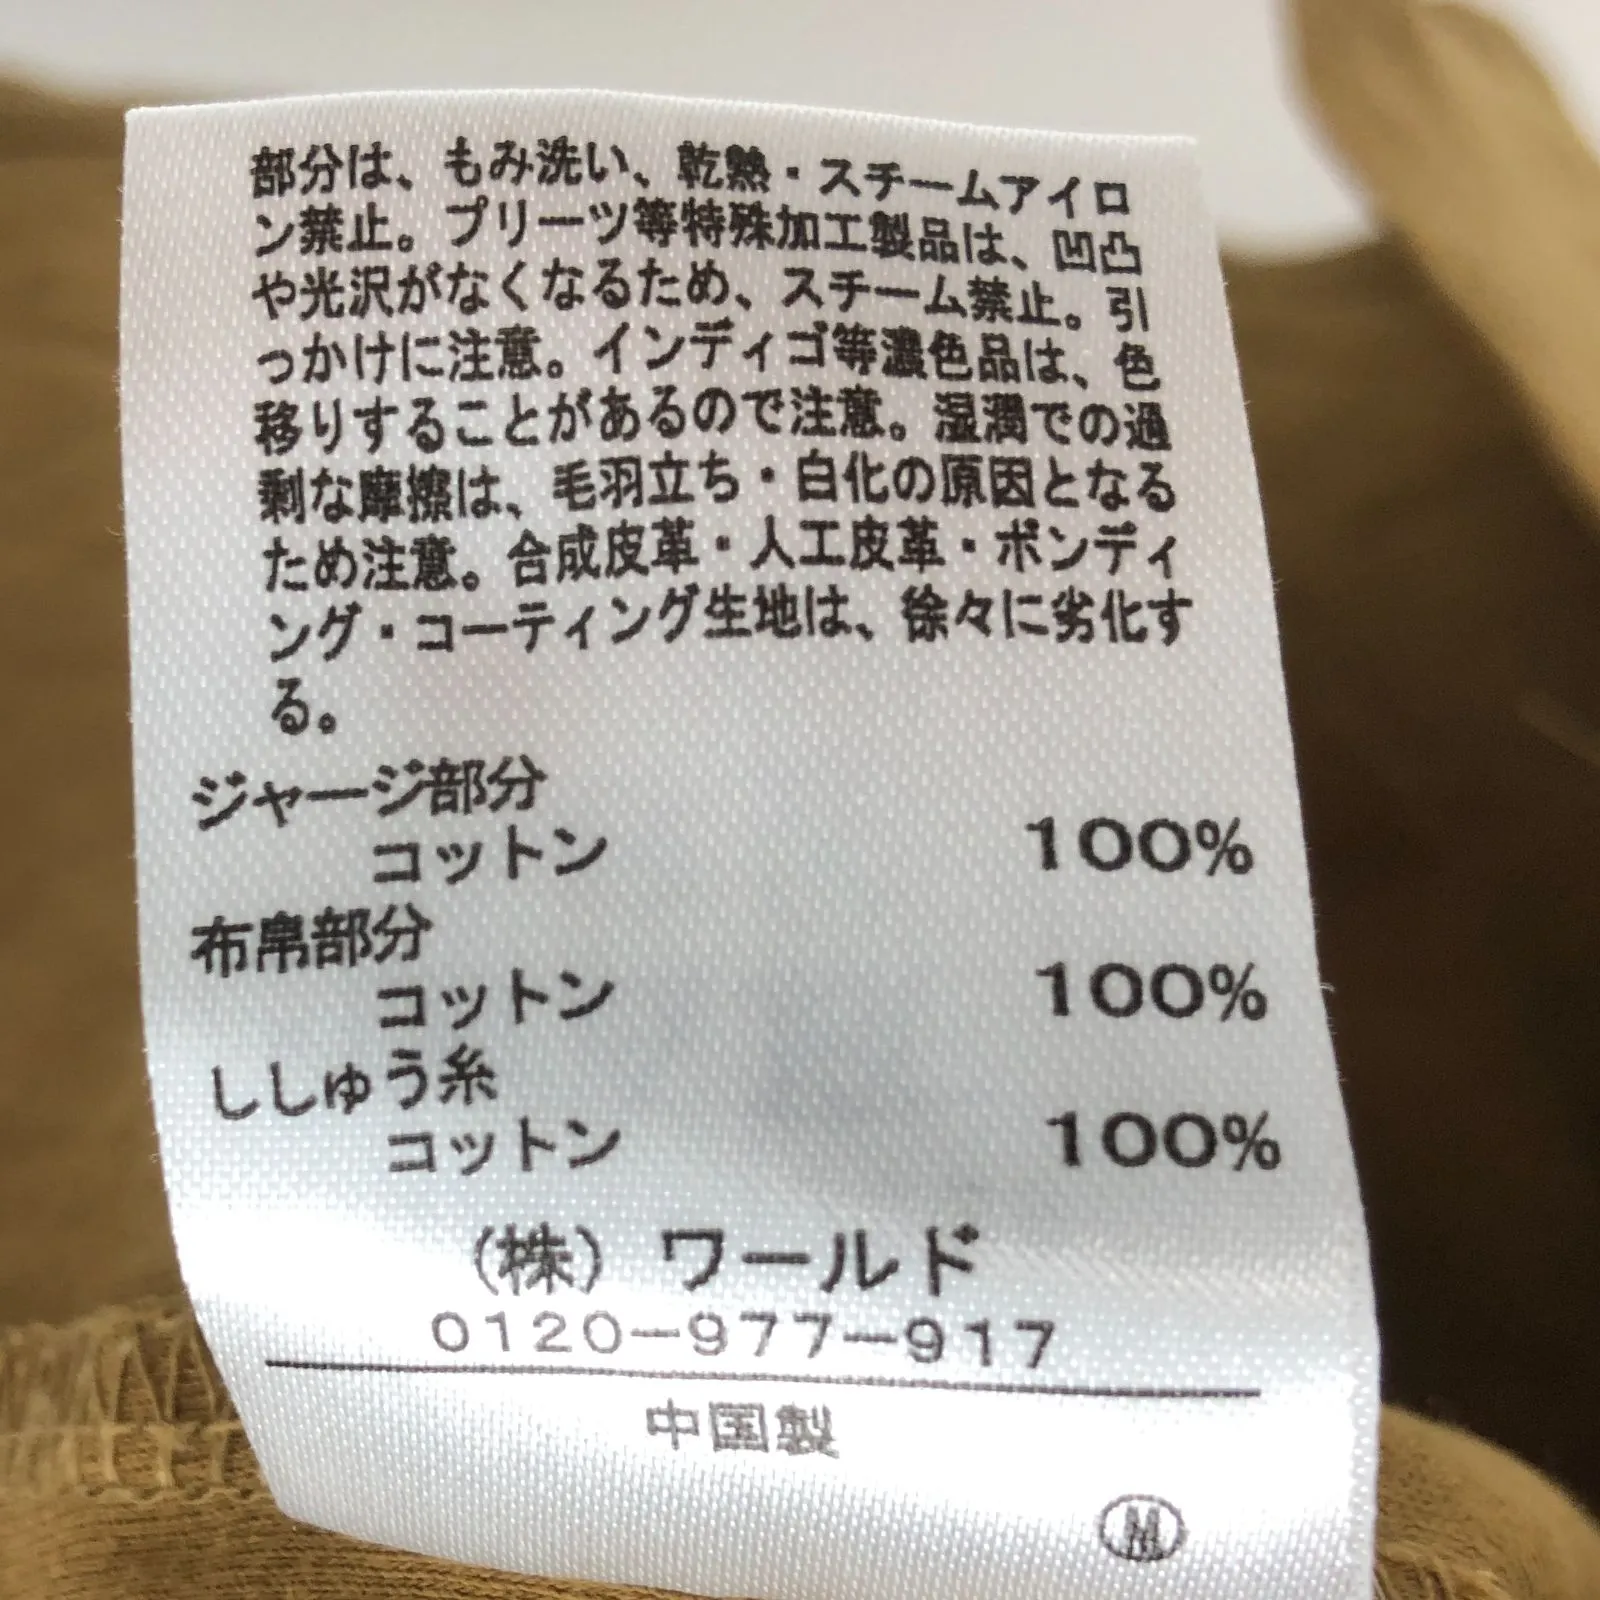 部分は、もみ洗い、乾熱・スチームアイロ
ン禁止。プリーツ等特殊加工製品は、凹凸
や光沢がなくなるため、スチーム禁止。引
っかけに注意。インディゴ等濃色品は、色
移りすることがあるので注意。湿潤での過
剰な摩擦は、毛羽立ち・白化の原因となる
ため注意。合成皮革・人工皮革・ボンディ
ング・コーティング生地は、徐々に劣化す
る。
ジャージ部分
コットン 100%
布帛部分
コットン 100%
ししゅう糸
コットン 100%
(株) ワールド
0120-977-917
中国製
M